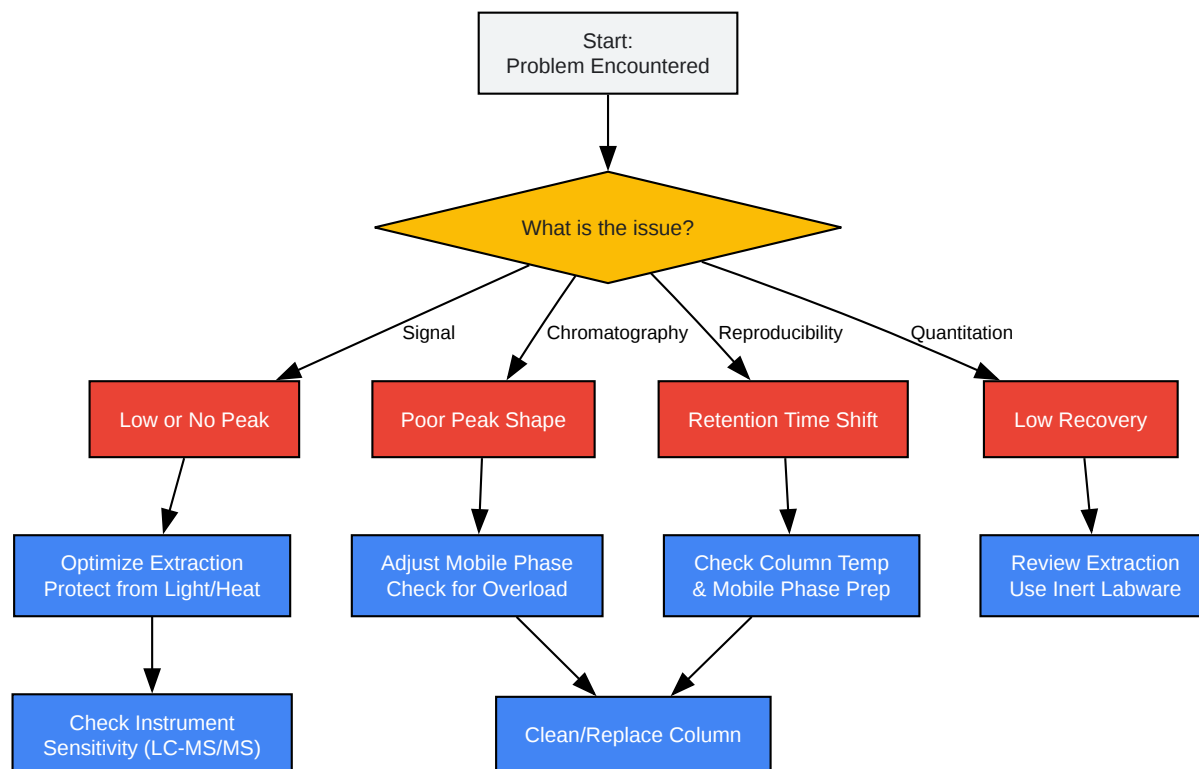 Start:
Problem Encountered
What is the issue?
Signal
Chromatography
Reproducibility
Quantitation
Low or No Peak
Poor Peak Shape
Retention Time Shift
Low Recovery
Optimize Extraction
Protect from Light/Heat
Adjust Mobile Phase
Check for Overload
Check Column Temp
& Mobile Phase Prep
Review Extraction
Use Inert Labware
Check Instrument
Sensitivity (LC-MS/MS)
Clean/Replace Column